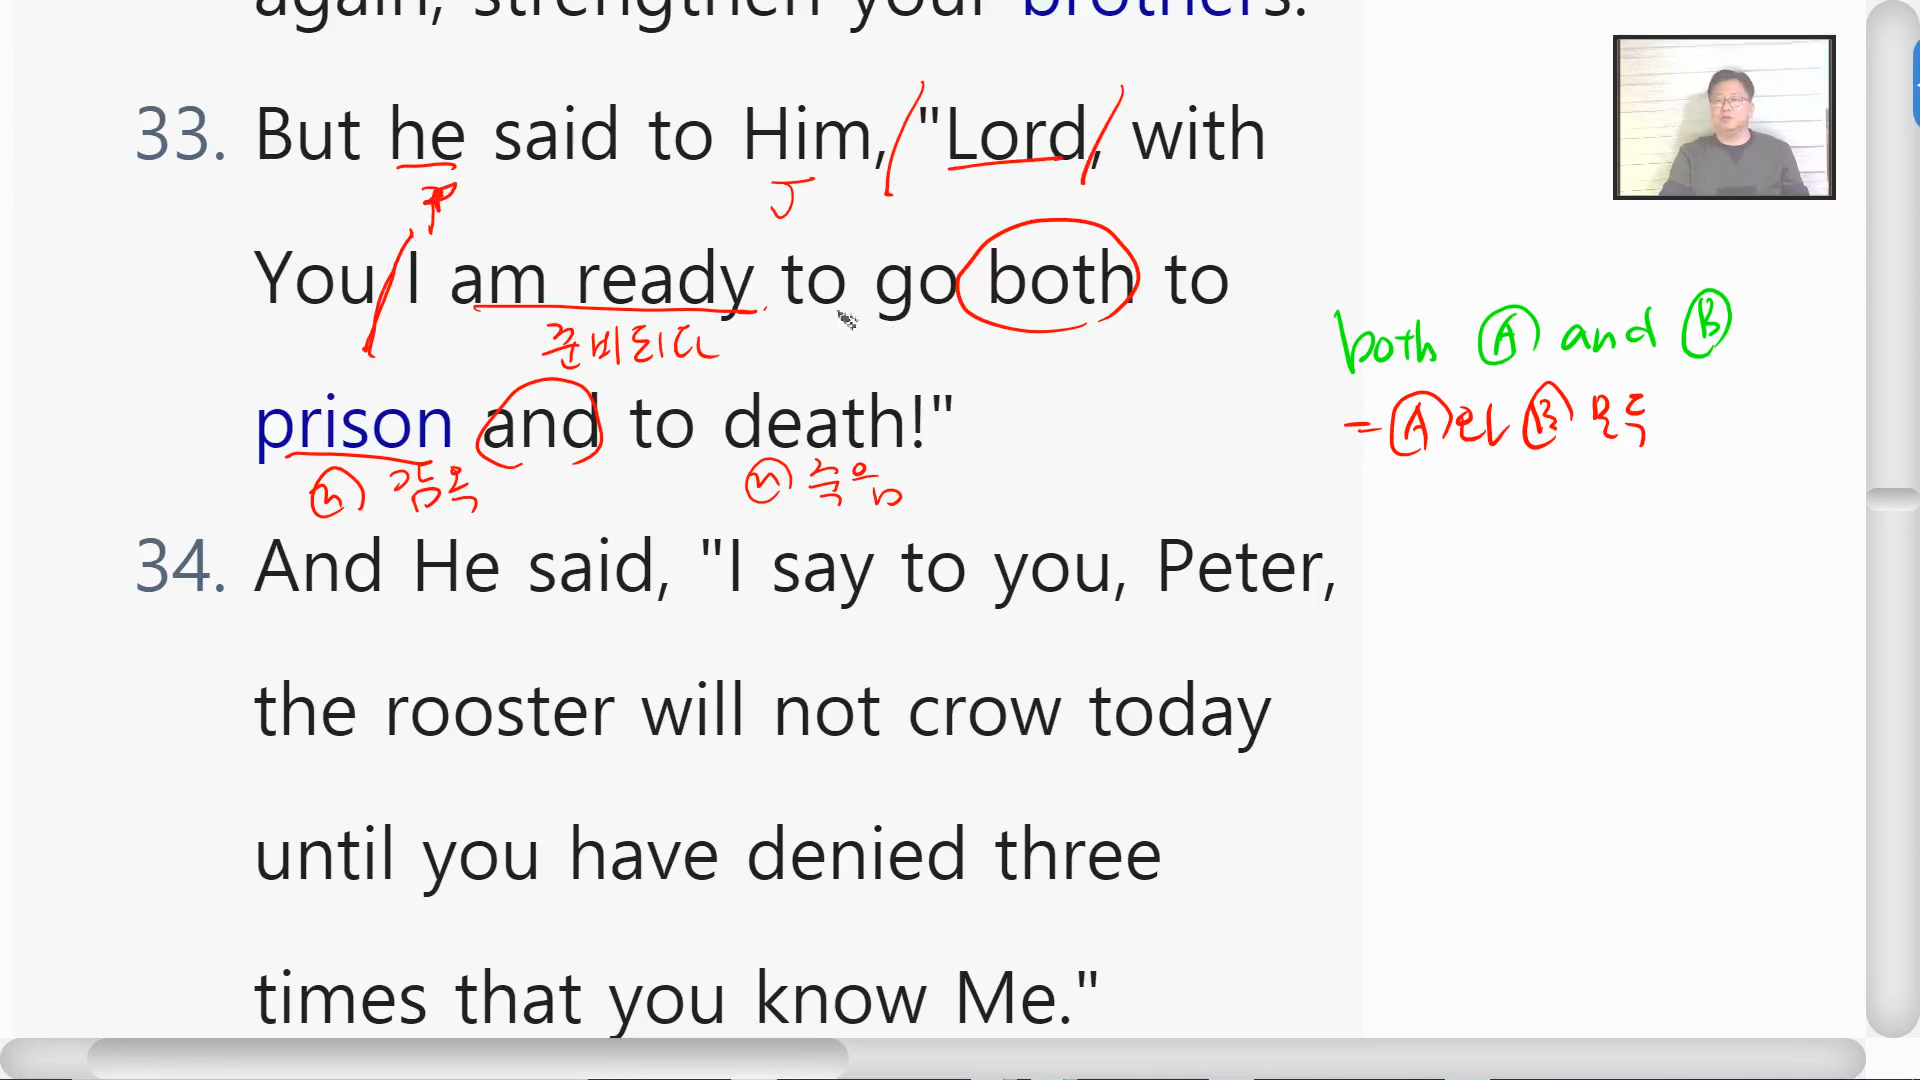 again, strengthen your brothers.
33. But he said to Him, "Lord, with
P
J
You I am ready to go both to
준비되다
both A and B
= A와 B 모두
prison and to death!"
n 감옥
n 죽음
34. And He said, "I say to you, Peter,
the rooster will not crow today
until you have denied three
times that you know Me."